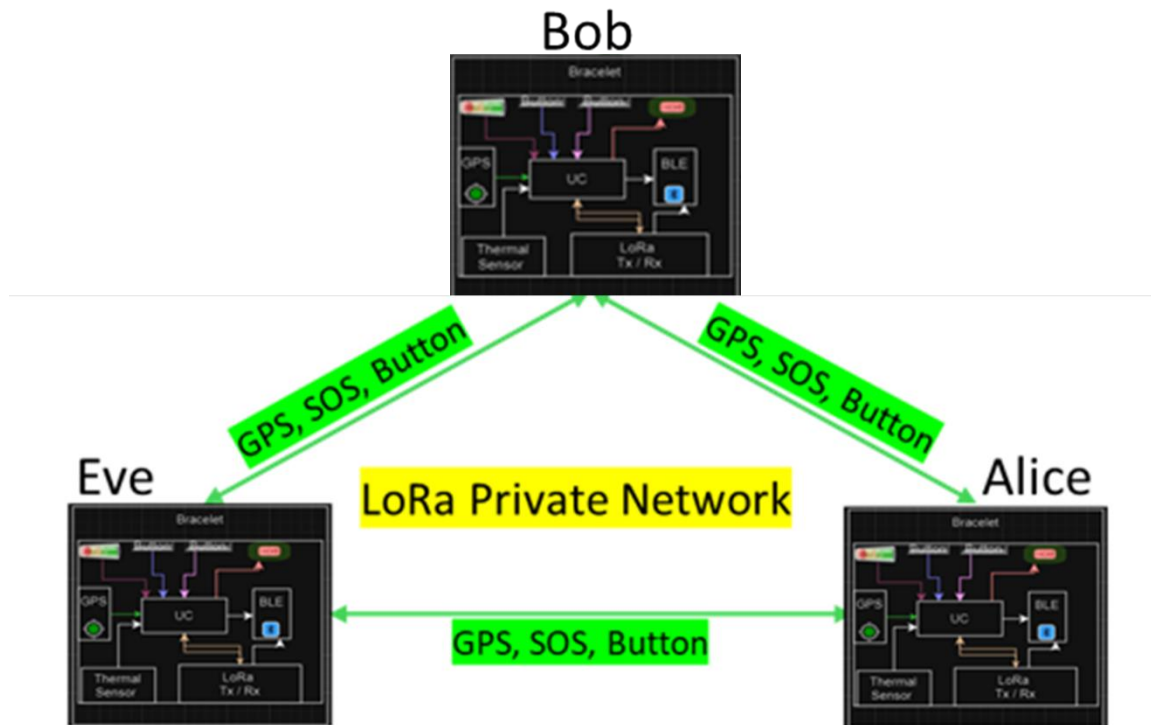 Bob
Bracelet
GPS
UC
BLE
Thermal
Sensor
LoRa
Tx / Rx
GPS, SOS, Button
GPS, SOS, Button
Eve
LoRa Private Network
Alice
Bracelet
GPS
UC
BLE
Thermal
Sensor
LoRa
Tx / Rx
GPS, SOS, Button
Bracelet
GPS
UC
BLE
Thermal
Sensor
LoRa
Tx / Rx